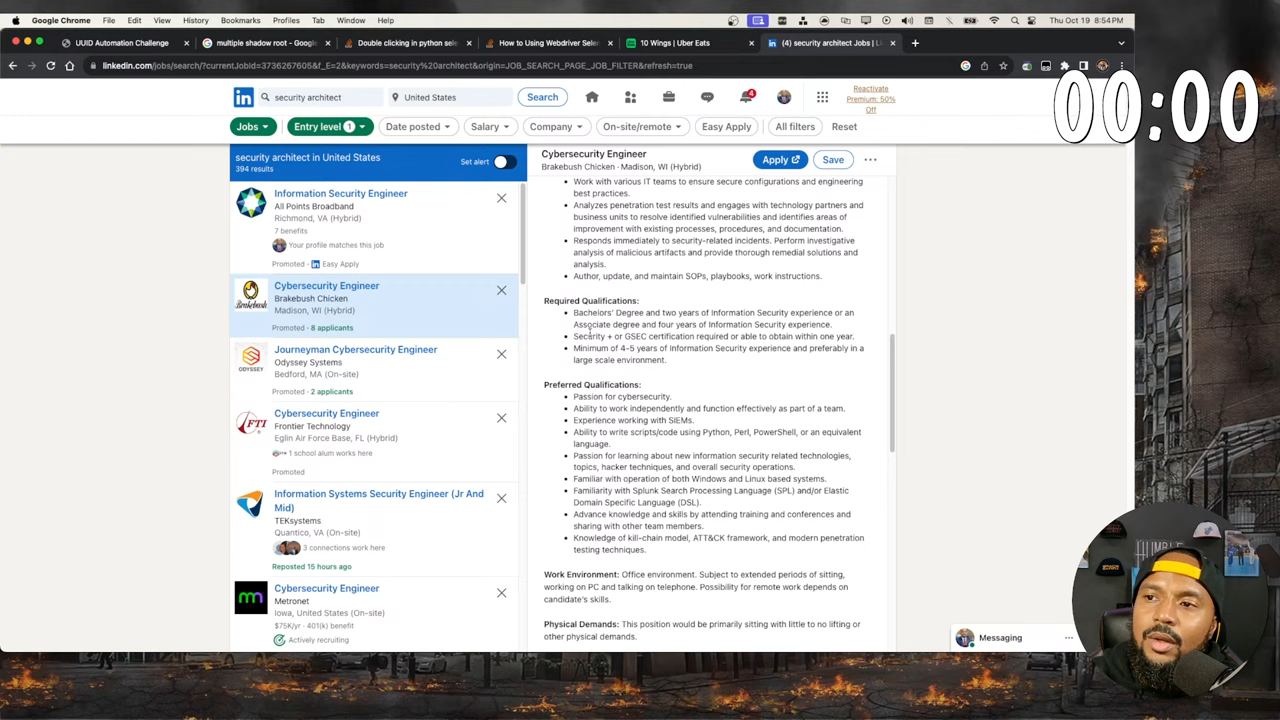 Google Chrome File Edit View History Bookmarks Profiles Tab Window Help
Thu Oct 19 8:54PM
UUID Automation Challenge
multiple shadow root - Google
Double clicking in python sele
How to Using Webdriver Selen
10 Wings | Uber Eats
(4) security architect Jobs | Li
linkedin.com/jobs/search/?currentJobId=3736267605&f_E=2&keywords=security%20architect&origin=JOB_SEARCH_PAGE_JOB_FILTER&refresh=true
00:00
in
security architect
United States
Search
4
Reactivate
Premium: 50%
Off
Jobs
Entry level 1
Date posted
Salary
Company
On-site/remote
Easy Apply
All filters
Reset
security architect in United States
394 results
Set alert
Information Security Engineer
All Points Broadband
Richmond, VA (Hybrid)
7 benefits
Your profile matches this job
Promoted · in Easy Apply
Brakebush
Cybersecurity Engineer
Brakebush Chicken
Madison, WI (Hybrid)
Promoted · 8 applicants
ODYSSEY
Journeyman Cybersecurity Engineer
Odyssey Systems
Bedford, MA (On-site)
Promoted · 2 applicants
FTI
Cybersecurity Engineer
Frontier Technology
Eglin Air Force Base, FL (Hybrid)
1 school alum works here
Promoted
Information Systems Security Engineer (Jr And
Mid)
TEKsystems
Quantico, VA (On-site)
3 connections work here
Reposted 15 hours ago
Cybersecurity Engineer
Metronet
Iowa, United States (On-site)
$75K/yr · 401(k) benefit
Actively recruiting
Cybersecurity Engineer
Brakebush Chicken · Madison, WI (Hybrid)
Apply
Save
Work with various IT teams to ensure secure configurations and engineering
best practices.
Analyzes penetration test results and engages with technology partners and
business units to resolve identified vulnerabilities and identifies areas of
improvement with existing processes, procedures, and documentation.
Responds immediately to security-related incidents. Perform investigative
analysis of malicious artifacts and provide thorough remedial solutions and
analysis.
Author, update, and maintain SOPs, playbooks, work instructions.
Required Qualifications:
Bachelors' Degree and two years of Information Security experience or an
Associate degree and four years of Information Security experience.
Security + or GSEC certification required or able to obtain within one year.
Minimum of 4-5 years of Information Security experience and preferably in a
large scale environment.
Preferred Qualifications:
Passion for cybersecurity.
Ability to work independently and function effectively as part of a team.
Experience working with SIEMs.
Ability to write scripts/code using Python, Perl, PowerShell, or an equivalent
language.
Passion for learning about new information security related technologies,
topics, hacker techniques, and overall security operations.
Familiar with operation of both Windows and Linux based systems.
Familiarity with Splunk Search Processing Language (SPL) and/or Elastic
Domain Specific Language (DSL).
Advance knowledge and skills by attending training and conferences and
sharing with other team members.
Knowledge of kill-chain model, ATT&CK framework, and modern penetration
testing techniques.
Work Environment: Office environment. Subject to extended periods of sitting,
working on PC and talking on telephone. Possibility for remote work depends on
candidate's skills.
Physical Demands: This position would be primarily sitting with little to no lifting or
other physical demands.
Messaging
HUMBLE